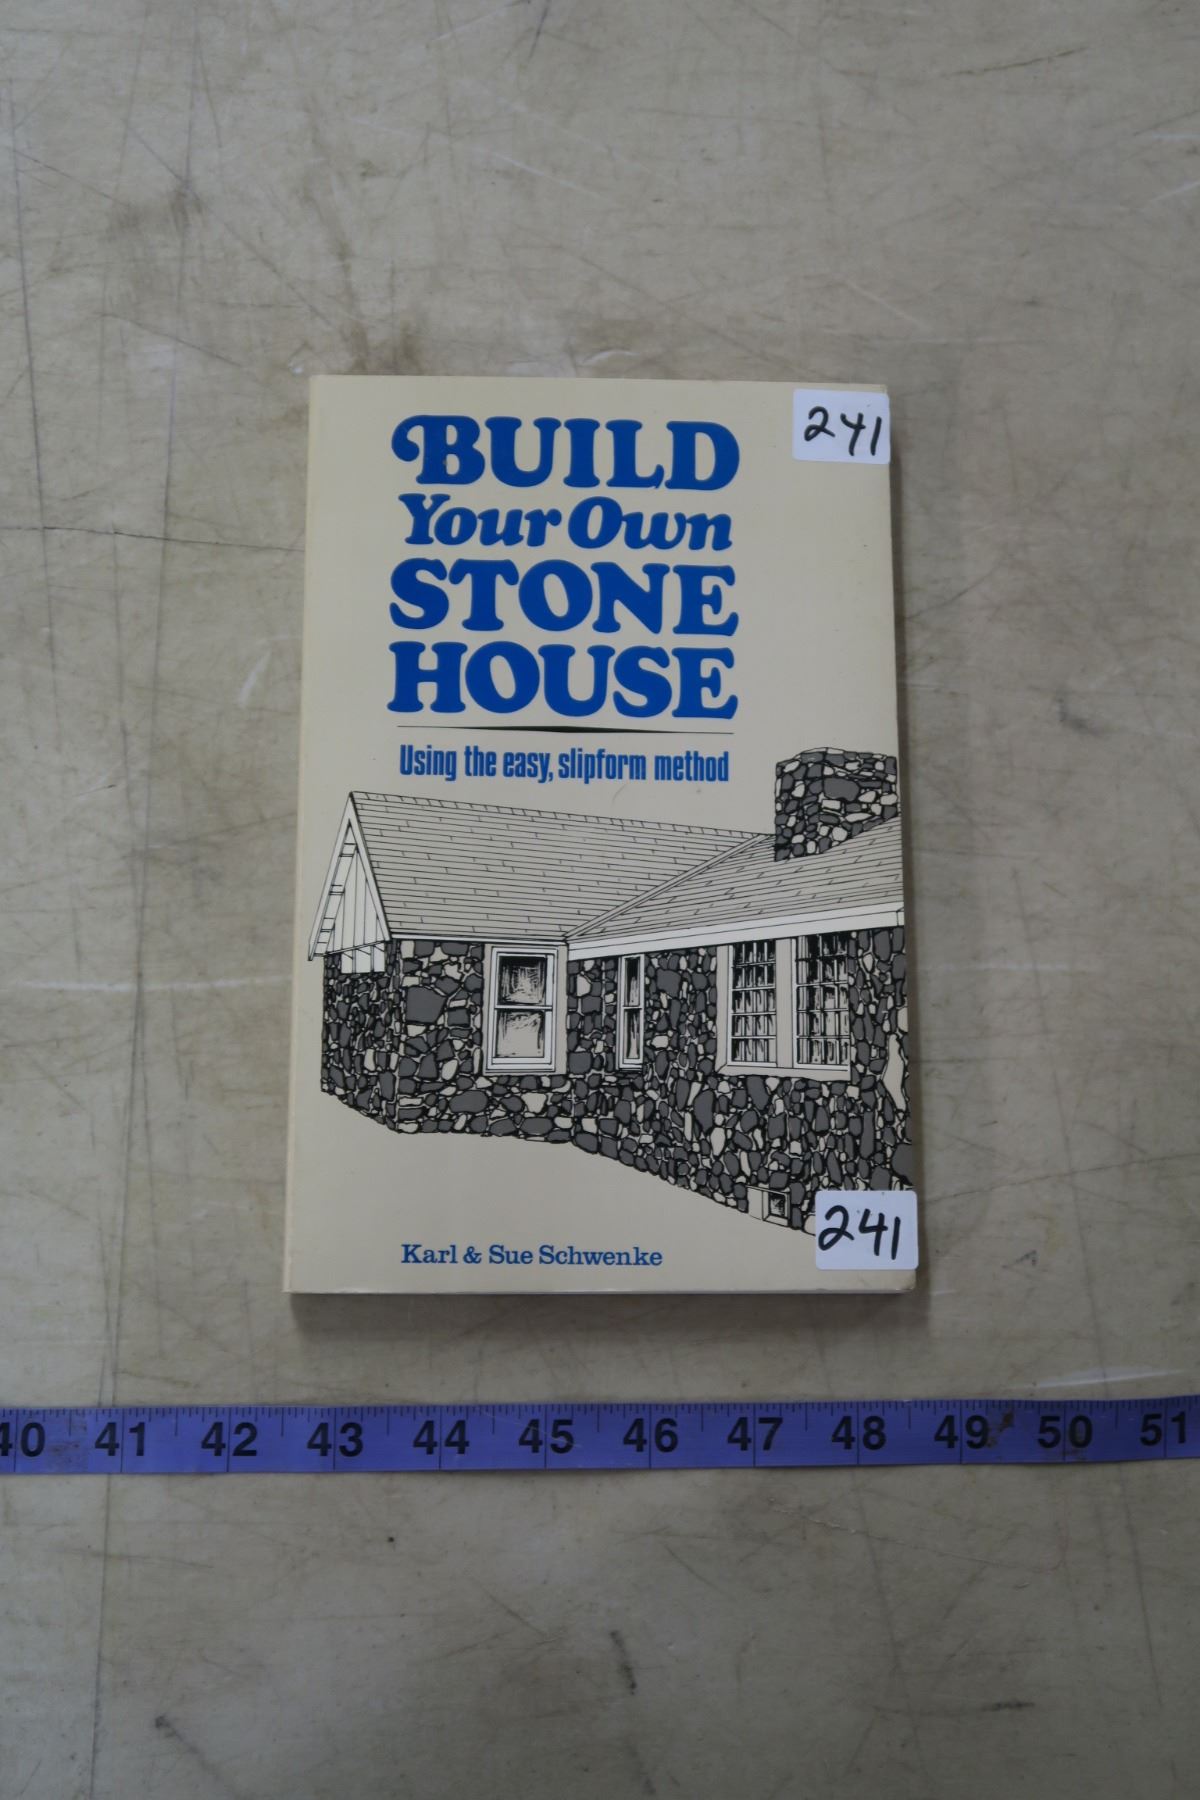 241
BUILD
Your Own
STONE
HOUSE
Using the easy, slipform method
Karl & Sue Schwenke
241
40 41 42 43 44 45 46 47 48 49 50 51